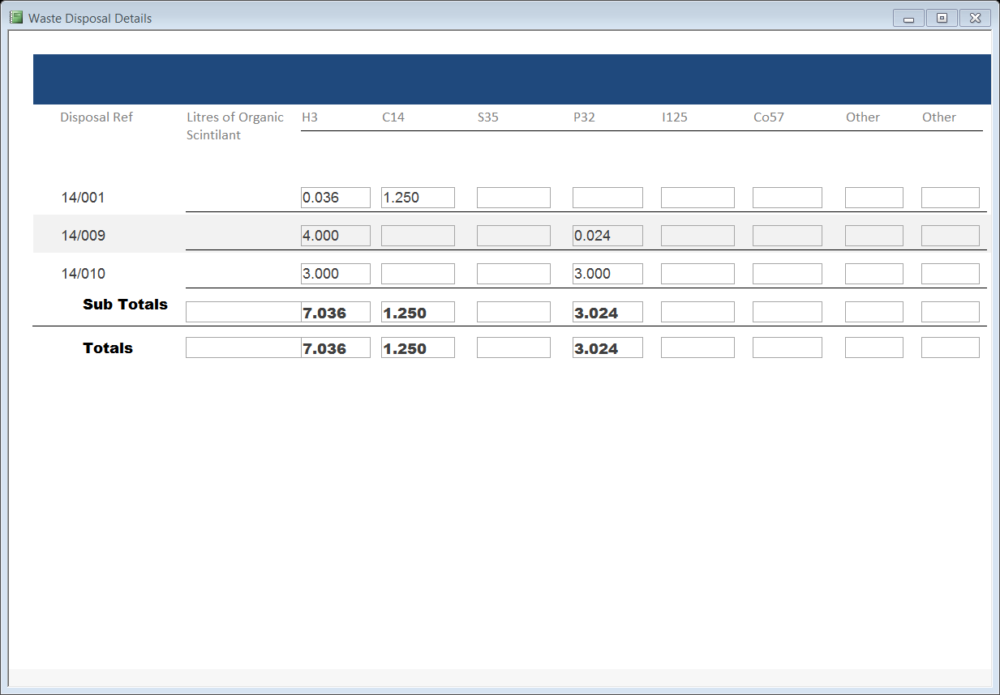 Waste Disposal Details
Disposal Ref Litres of Organic Scintilant H3 C14 S35 P32 I125 Co57 Other Other
14/001 0.036 1.250
14/009 4.000 0.024
14/010 3.000 3.000
Sub Totals 7.036 1.250 3.024
Totals 7.036 1.250 3.024